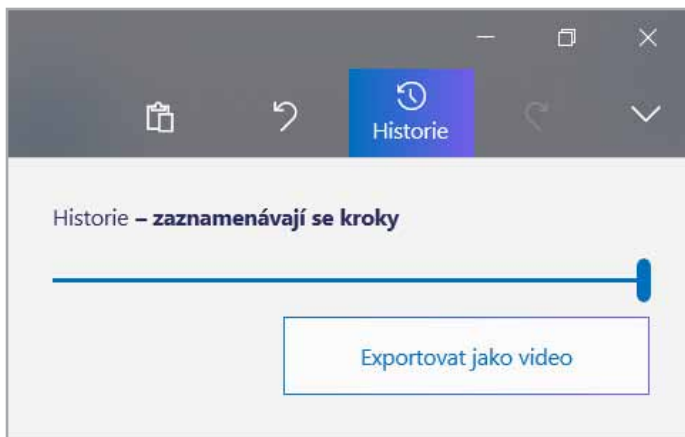 Historie
Historie – zaznamenávají se kroky
Exportovat jako video